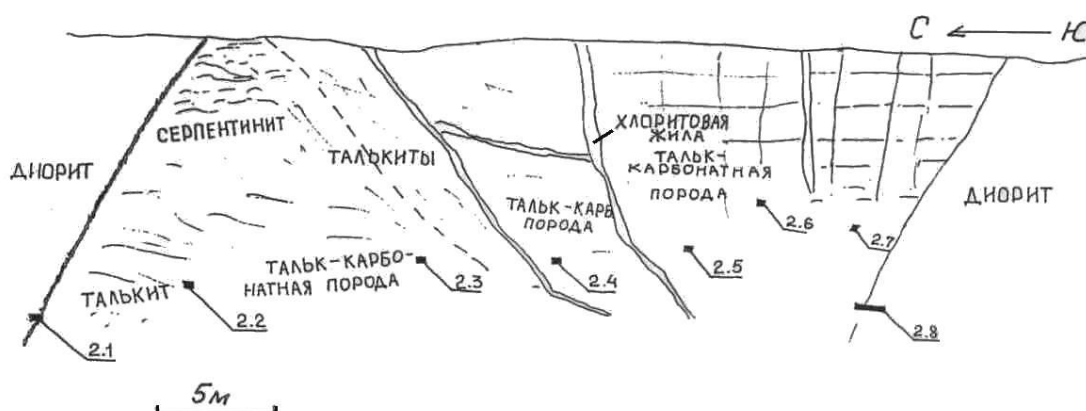 С Ю
СЕРПЕНТИНИТ
ДИОРИТ
ТАЛЬКИТЫ
ХЛОРИТОВАЯ
ЖИЛА
ТАЛЬК-
КАРБОНАТНАЯ
ПОРОДА
ДИОРИТ
ТАЛЬК-КАРБ
ПОРОДА
ТАЛЬК-КАРБО-
НАТНАЯ ПОРОДА
ТАЛЬКИТ
2.1
2.2
2.3
2.4
2.5
2.6
2.7
2.8
5м